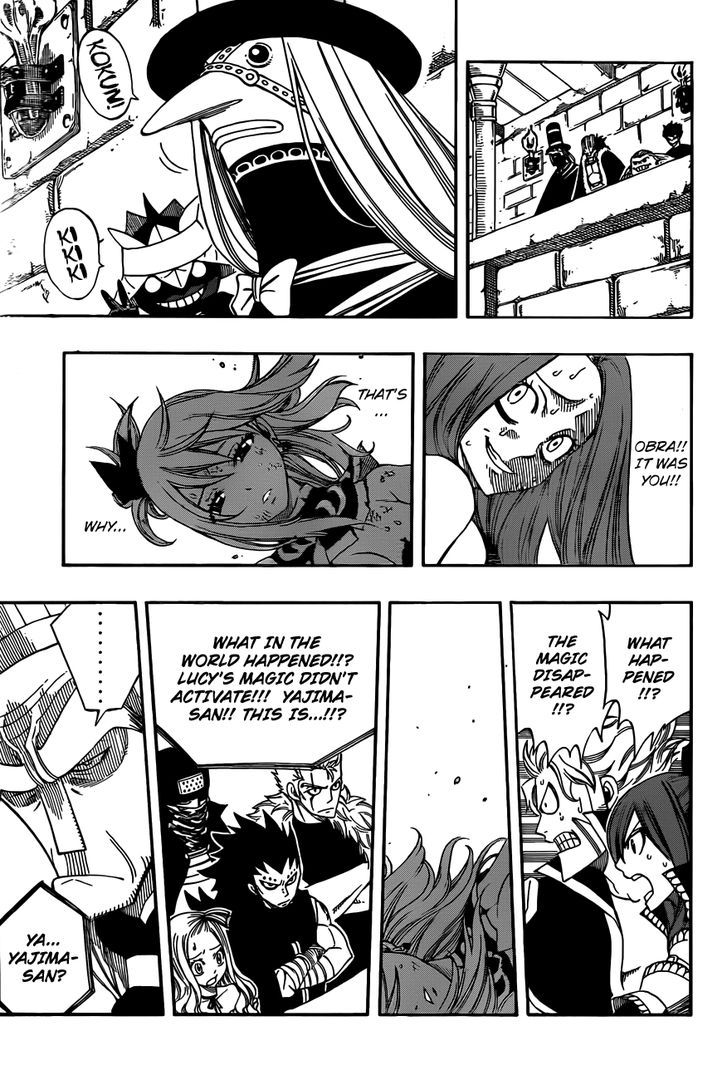 KOKUN!
KI
KI
KI
OBRA!!
IT WAS
YOU!!
THAT'S
...
WHY...
WHAT
HAP-
PENED
!!?
THE
MAGIC
DISAP-
PEARED
!!?
WHAT IN THE
WORLD HAPPENED!!?
LUCY'S MAGIC DIDN'T
ACTIVATE!!! YAJIMA-
SAN!! THIS IS...!!?
......
YA...
YAJIMA-
SAN?